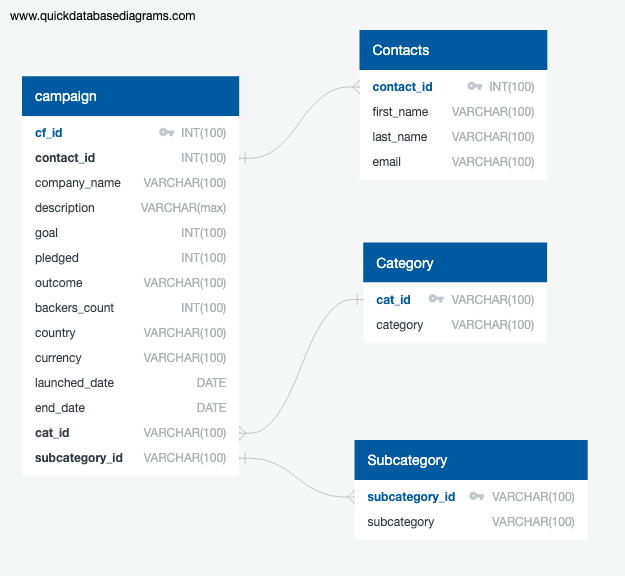 www.quickdatabasediagrams.com
campaign
cf_id INT(100)
contact_id INT(100)
company_name VARCHAR(100)
description VARCHAR(max)
goal INT(100)
pledged INT(100)
outcome VARCHAR(100)
backers_count INT(100)
country VARCHAR(100)
currency VARCHAR(100)
launched_date DATE
end_date DATE
cat_id VARCHAR(100)
subcategory_id VARCHAR(100)
Contacts
contact_id INT(100)
first_name VARCHAR(100)
last_name VARCHAR(100)
email VARCHAR(100)
Category
cat_id VARCHAR(100)
category VARCHAR(100)
Subcategory
subcategory_id VARCHAR(100)
subcategory VARCHAR(100)